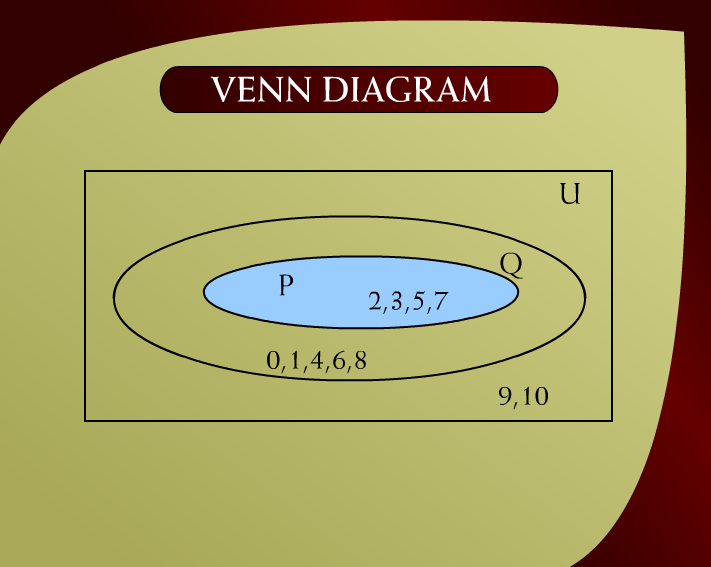 VENN DIAGRAM
U
Q
P
2,3,5,7
0,1,4,6,8
9,10